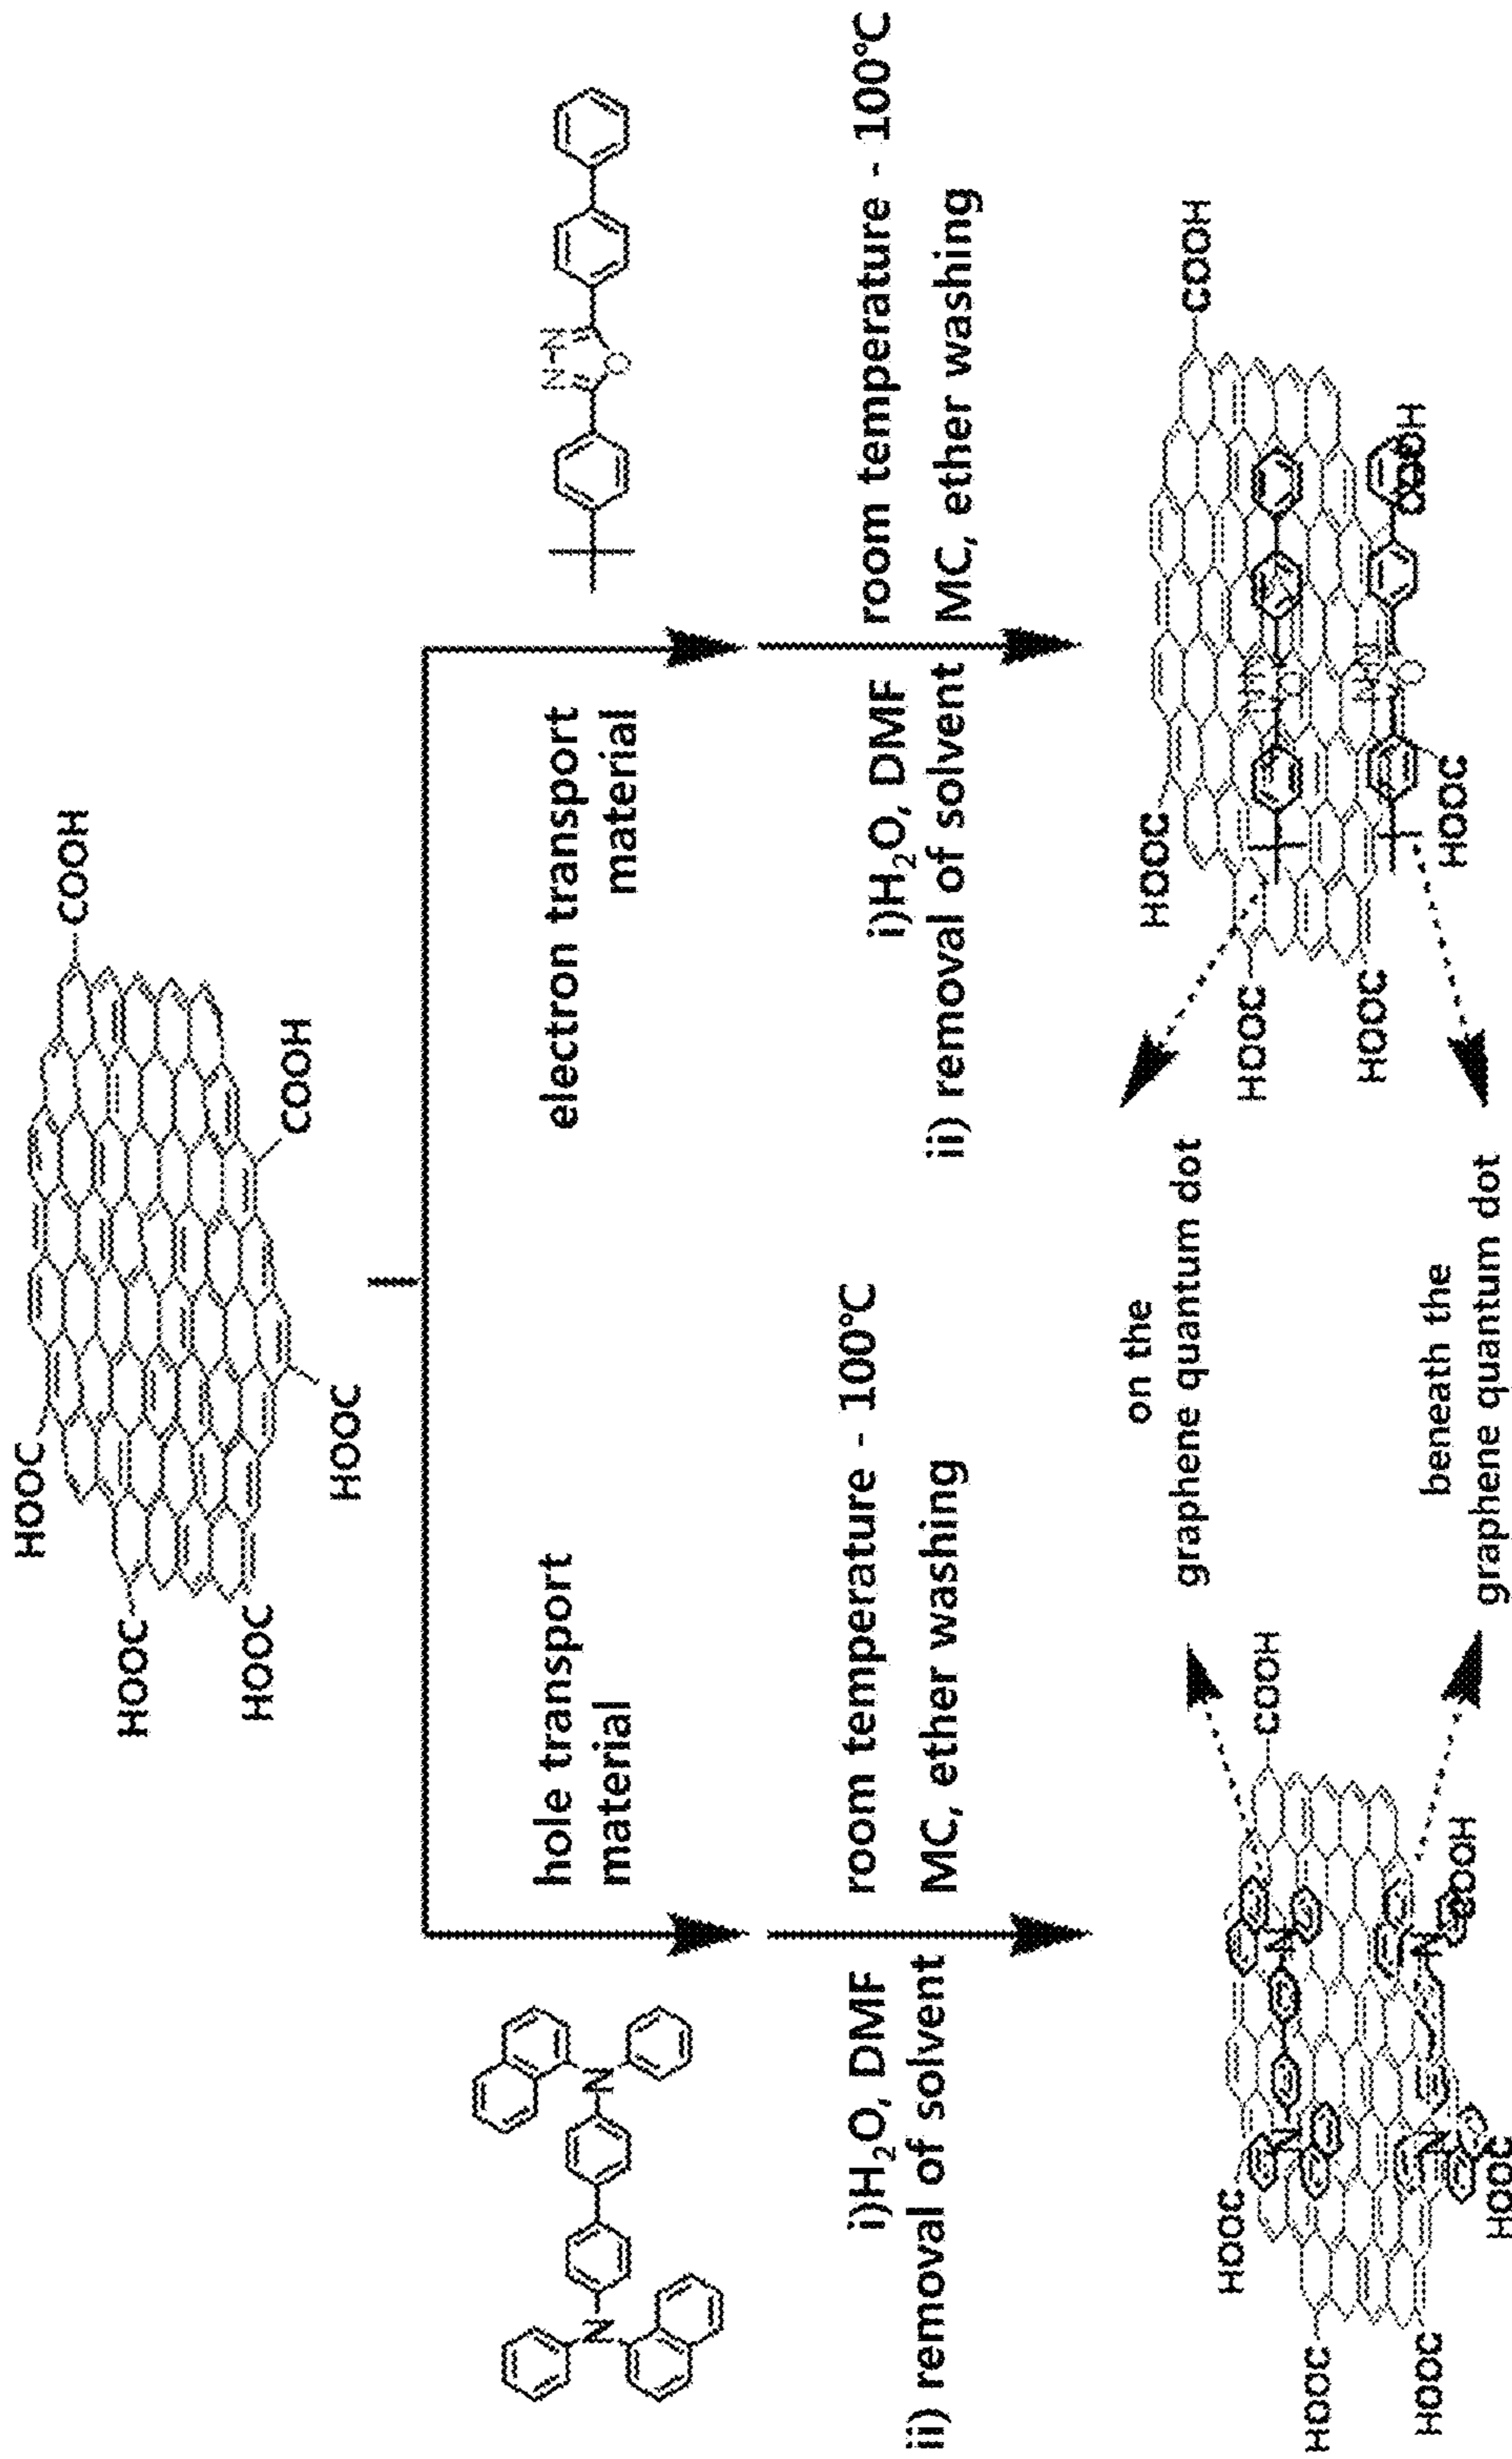 HOOC
COOH
HOOC
HOOC
COOH
HOOC
N
N
hole transport
material
electron transport
material
N-N
O
i)H₂O, DMF
ii) removal of solvent
room temperature - 100℃
MC, ether washing
i)H₂O, DMF
ii) removal of solvent
room temperature - 100℃
MC, ether washing
HOOC
COOH
HOOC
HOOC
N
N
N
N
COOH
HOOC
on the
graphene quantum dot
beneath the
graphene quantum dot
HOOC
COOH
HOOC
HOOC
COOH
HOOC